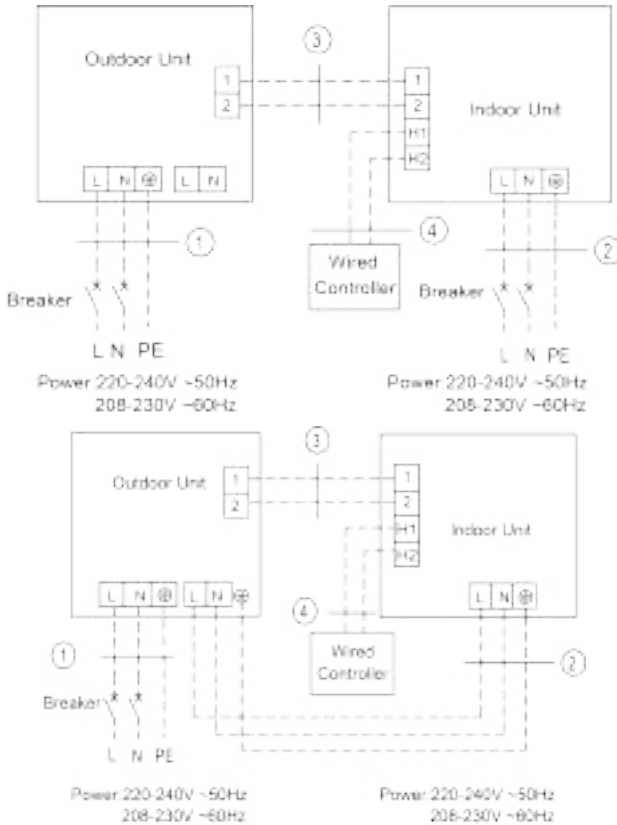 ③
Outdoor Unit
1
1
2
2
Indoor Unit
H1
H2
L N L N
L N
①
④
②
Wired
Controller
Breaker
Breaker
L N PE
L N PE
Power:220-240V ~50Hz
208-230V ~60Hz
Power:220-240V ~50Hz
208-230V ~60Hz
③
Outdoor Unit
1
1
2
2
H1
Indoor Unit
H2
L N L N
L N
④
①
Wired
Controller
②
Breaker
L N PE
Power:220-240V ~50Hz
208-230V ~60Hz
Power:220-240V ~50Hz
208-230V ~60Hz